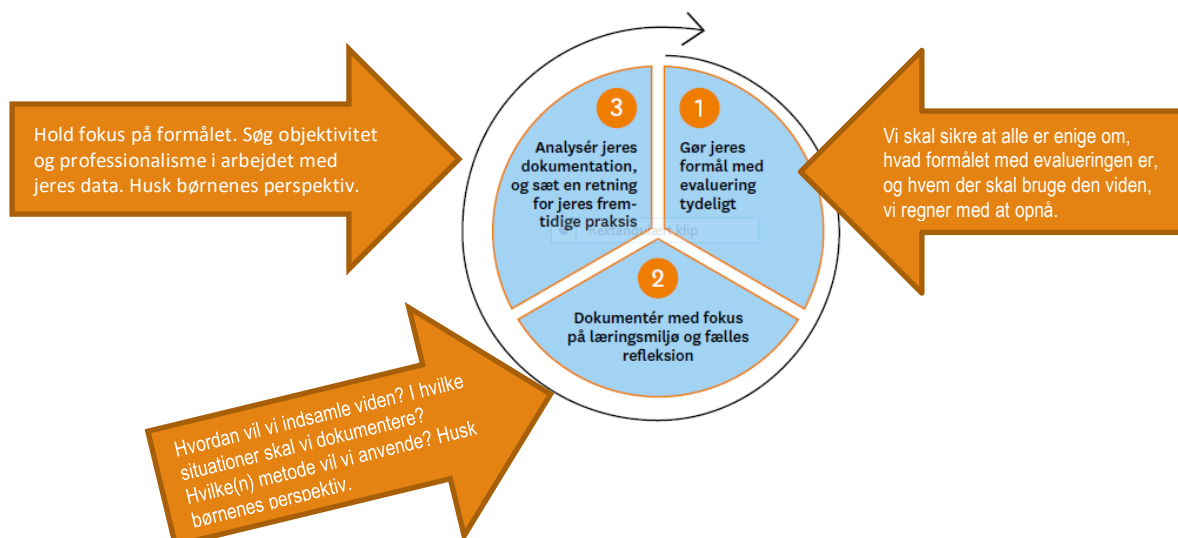 Hold fokus på formålet. Søg objektivitet
og professionalisme i arbejdet med
jeres data. Husk børnenes perspektiv.
3
Analysér jeres
dokumentation,
og sæt en retning
for jeres frem-
tidige praksis
1
Gør jeres
formål med
evaluering
tydeligt
Rektangulært klip
Vi skal sikre at alle er enige om,
hvad formålet med evalueringen er,
og hvem der skal bruge den viden,
vi regner med at opnå.
2
Dokumentér med fokus
på læringsmiljø og fælles
refleksion
Hvordan vil vi indsamle viden? I hvilke
situationer skal vi dokumentere?
Hvilke(n) metode vil vi anvende? Husk
børnenes perspektiv.